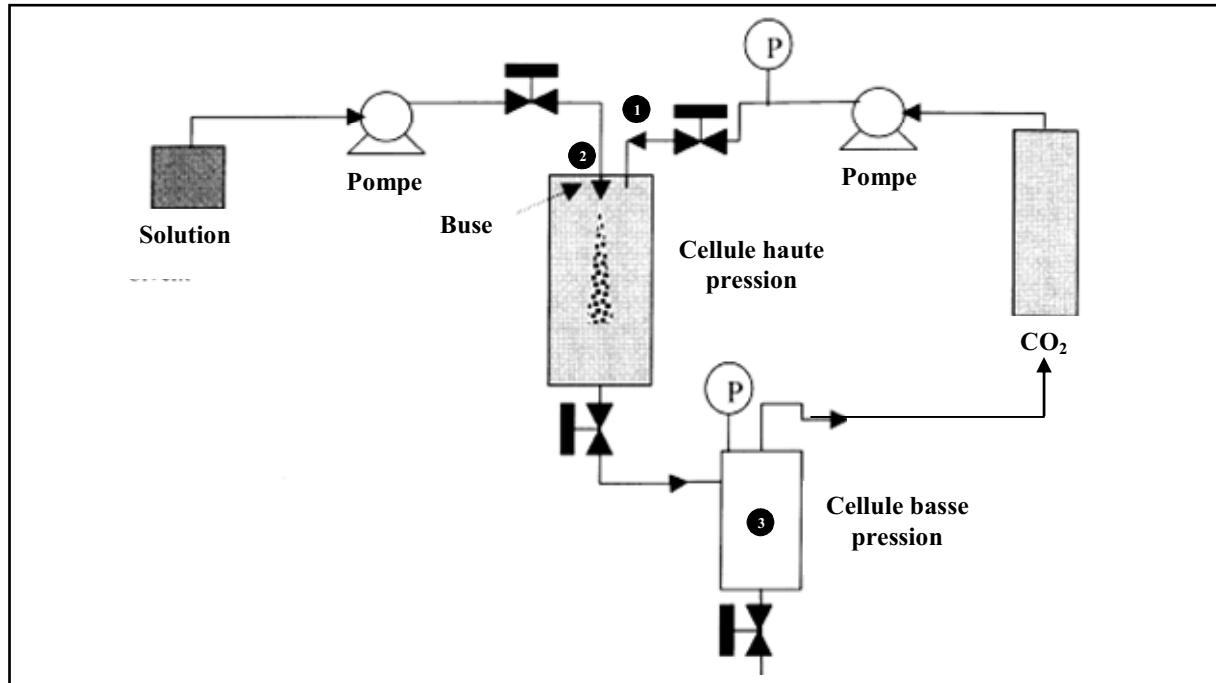 P
1
2
Pompe
Pompe
Buse
Solution
Cellule haute
pression
CO₂
P
3
Cellule basse
pression